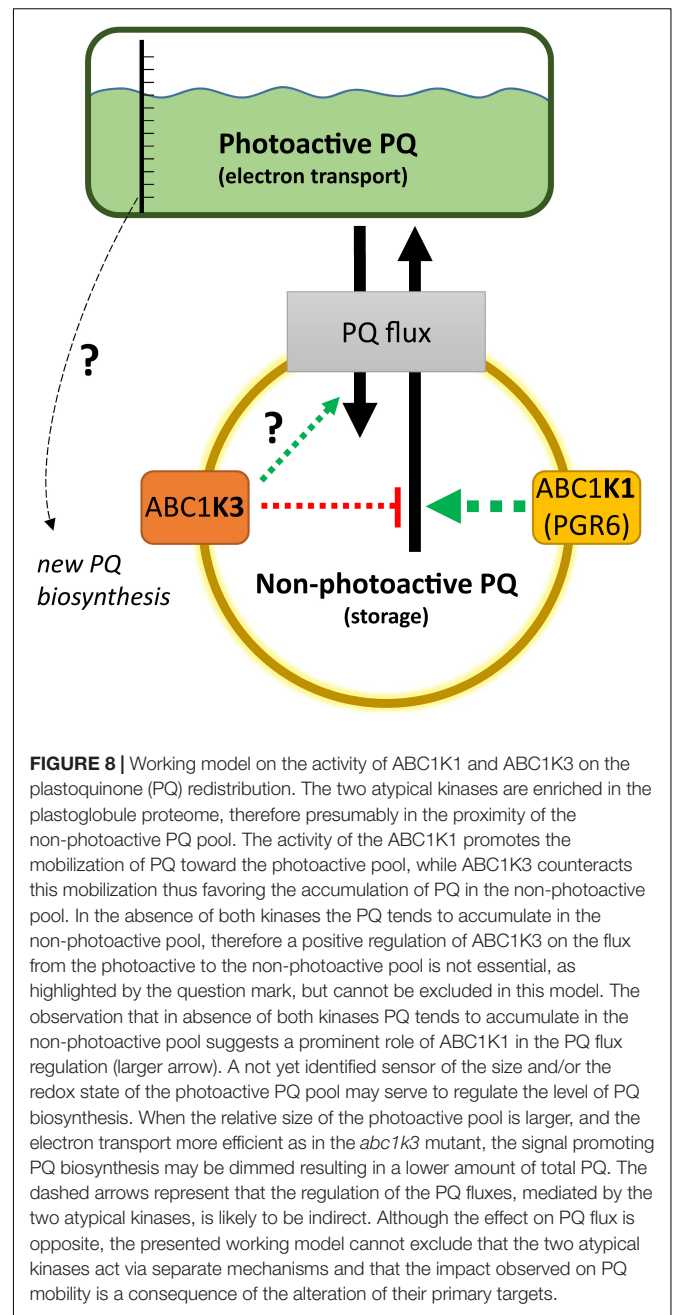 Photoactive PQ
(electron transport)
?
PQ flux
?
ABC1K3
ABC1K1
(PGR6)
new PQ
biosynthesis
Non-photoactive PQ
(storage)
FIGURE 8 | Working model on the activity of ABC1K1 and ABC1K3 on the
plastoquinone (PQ) redistribution. The two atypical kinases are enriched in the
plastoglobule proteome, therefore presumably in the proximity of the
non-photoactive PQ pool. The activity of the ABC1K1 promotes the
mobilization of PQ toward the photoactive pool, while ABC1K3 counteracts
this mobilization thus favoring the accumulation of PQ in the non-photoactive
pool. In the absence of both kinases the PQ tends to accumulate in the
non-photoactive pool, therefore a positive regulation of ABC1K3 on the flux
from the photoactive to the non-photoactive pool is not essential, as
highlighted by the question mark, but cannot be excluded in this model. The
observation that in absence of both kinases PQ tends to accumulate in the
non-photoactive pool suggests a prominent role of ABC1K1 in the PQ flux
regulation (larger arrow). A not yet identified sensor of the size and/or the
redox state of the photoactive PQ pool may serve to regulate the level of PQ
biosynthesis. When the relative size of the photoactive pool is larger, and the
electron transport more efficient as in the abc1k3 mutant, the signal promoting
PQ biosynthesis may be dimmed resulting in a lower amount of total PQ. The
dashed arrows represent that the regulation of the PQ fluxes, mediated by the
two atypical kinases, is likely to be indirect. Although the effect on PQ flux is
opposite, the presented working model cannot exclude that the two atypical
kinases act via separate mechanisms and that the impact observed on PQ
mobility is a consequence of the alteration of their primary targets.